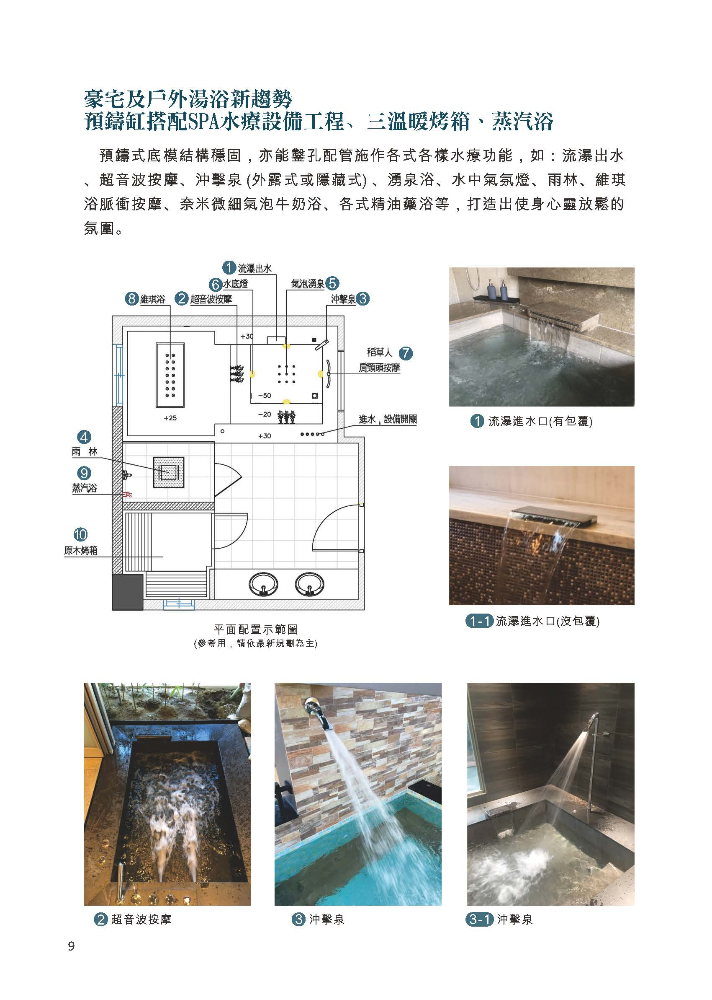 豪宅及戶外湯浴新趨勢
預鑄缸搭配SPA水療設備工程、三溫暖烤箱、蒸汽浴
預鑄式底模結構穩固，亦能鑿孔配管施作各式各樣水療功能，如：流瀑出水
、超音波按摩、沖擊泉(外露式或隱藏式)、湧泉浴、水中氣氛燈、雨林、維琪
浴脈衝按摩、奈米微細氣泡牛奶浴、各式精油藥浴等，打造出使身心靈放鬆的
氛圍。
1 流瀑出水
6 水底燈
氣泡湧泉 5
8 維琪浴
2 超音波按摩
沖擊泉 3
+30
稻草人 7
肩頸頭按摩
-50
-20
+25
進水，設備開關
+30
4
雨 林
9
蒸汽浴
10
原木烤箱
平面配置示範圖
(參考用，請依最新規劃為主)
1 流瀑進水口(有包覆)
1-1 流瀑進水口(沒包覆)
2 超音波按摩
3 沖擊泉
3-1 沖擊泉
9